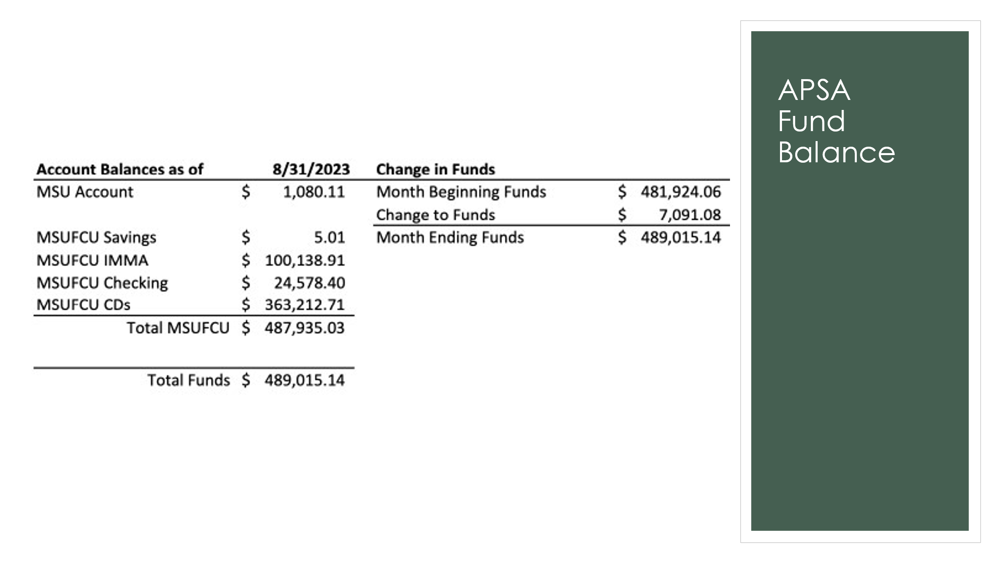 APSA
Fund
Balance
Account Balances as of 8/31/2023 Change in Funds
MSU Account $ 1,080.11 Month Beginning Funds $ 481,924.06
Change to Funds $ 7,091.08
MSUFCU Savings $ 5.01 Month Ending Funds $ 489,015.14
MSUFCU IMMA $ 100,138.91
MSUFCU Checking $ 24,578.40
MSUFCU CDs $ 363,212.71
Total MSUFCU $ 487,935.03
Total Funds $ 489,015.14